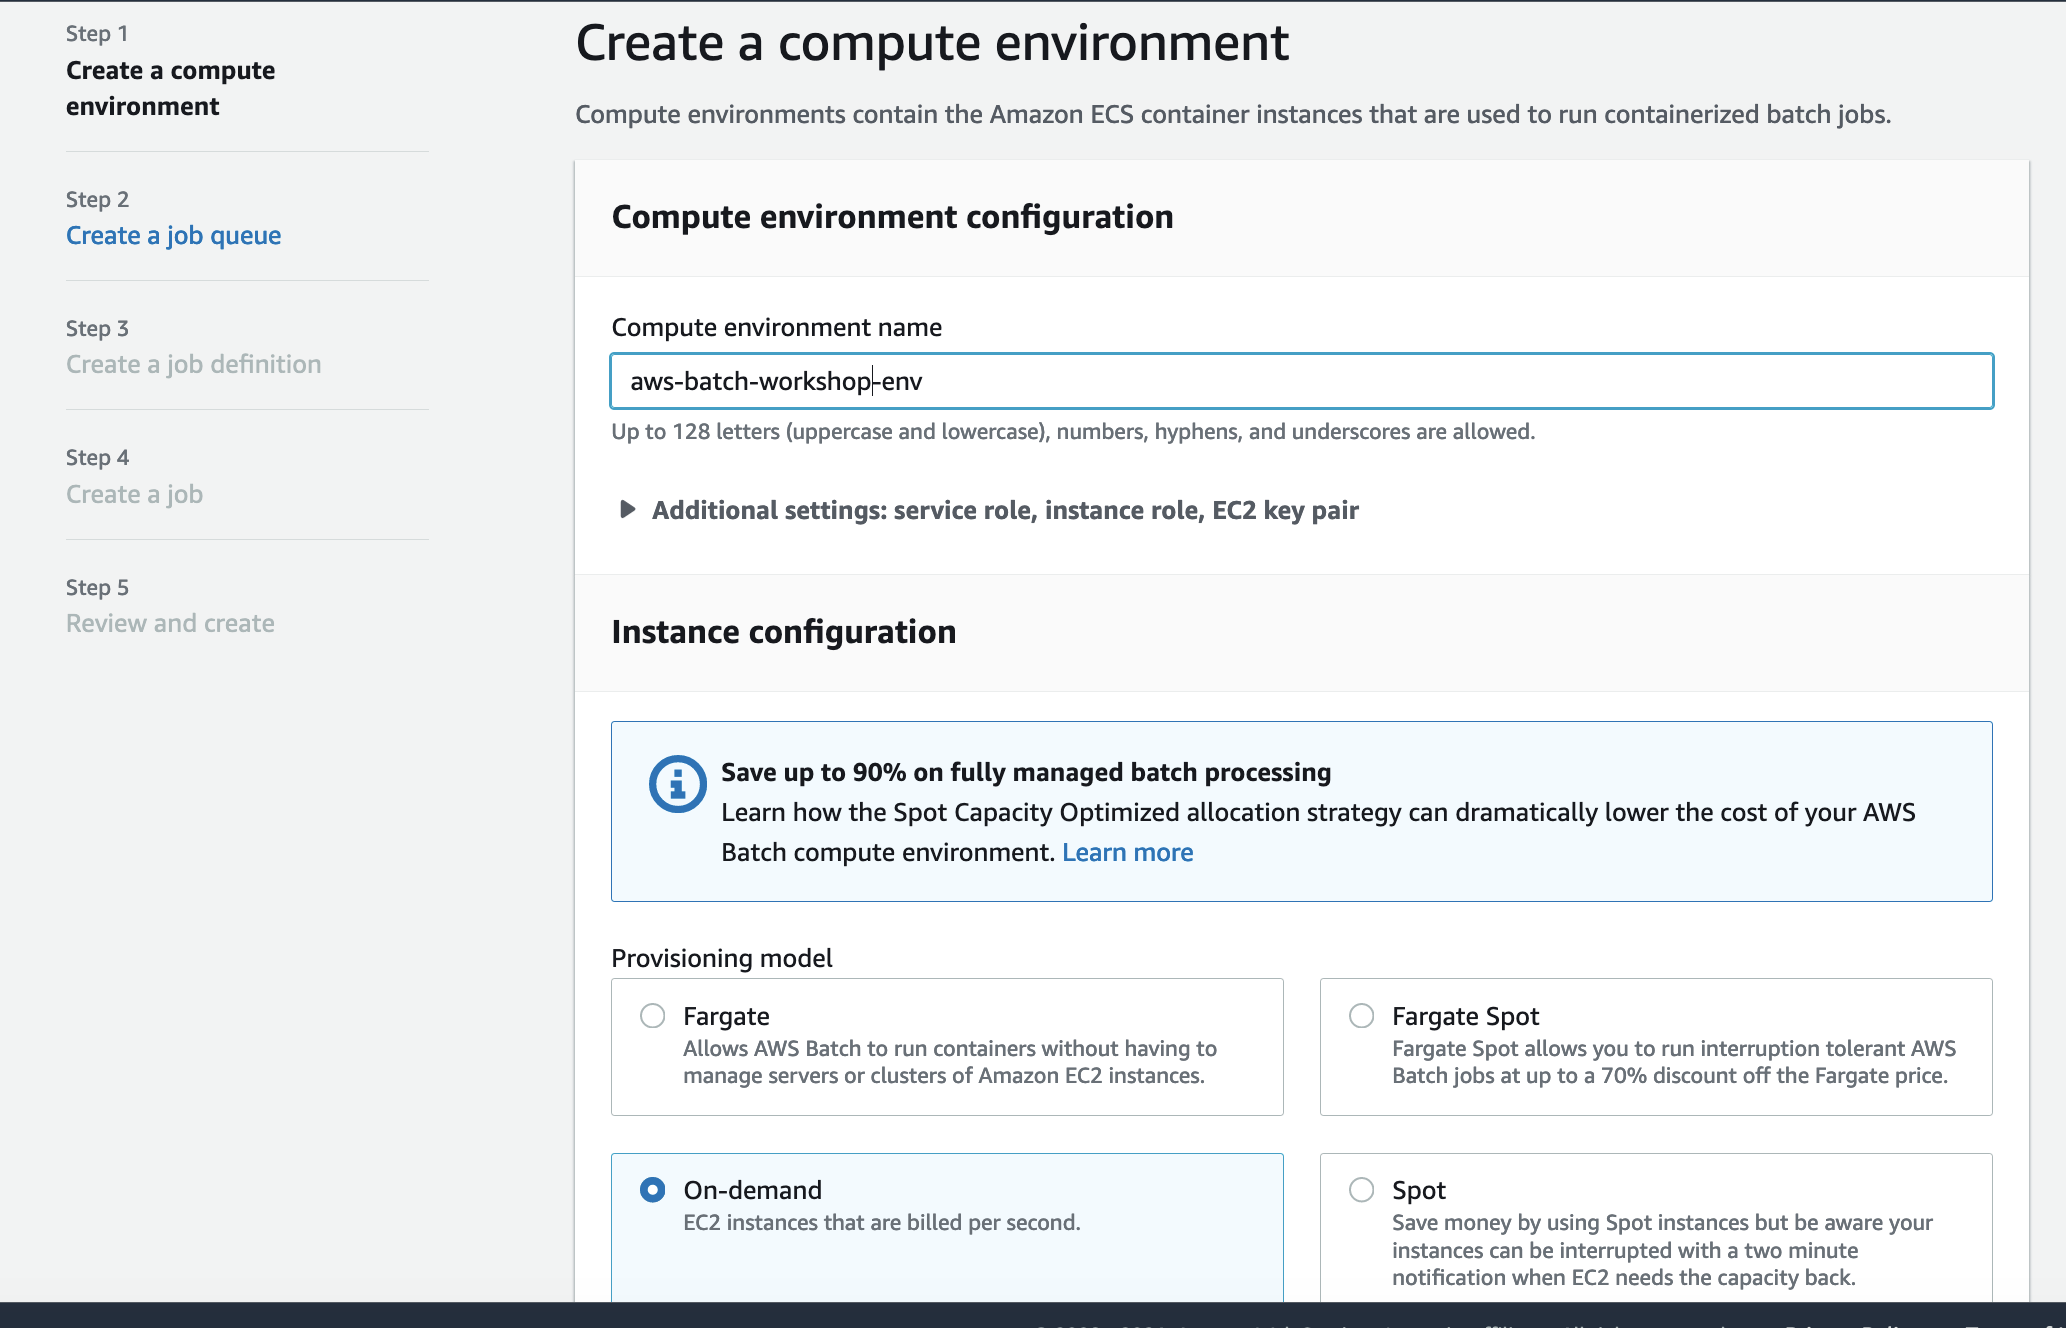 Step 1
Create a compute
environment
Step 2
Create a job queue
Step 3
Create a job definition
Step 4
Create a job
Step 5
Review and create
Create a compute environment
Compute environments contain the Amazon ECS container instances that are used to run containerized batch jobs.
Compute environment configuration
Compute environment name
aws-batch-workshop-env
Up to 128 letters (uppercase and lowercase), numbers, hyphens, and underscores are allowed.
Additional settings: service role, instance role, EC2 key pair
Instance configuration
Save up to 90% on fully managed batch processing
Learn how the Spot Capacity Optimized allocation strategy can dramatically lower the cost of your AWS
Batch compute environment. Learn more
Provisioning model
Fargate
Allows AWS Batch to run containers without having to
manage servers or clusters of Amazon EC2 instances.
Fargate Spot
Fargate Spot allows you to run interruption tolerant AWS
Batch jobs at up to a 70% discount off the Fargate price.
On-demand
EC2 instances that are billed per second.
Spot
Save money by using Spot instances but be aware your
instances can be interrupted with a two minute
notification when EC2 needs the capacity back.